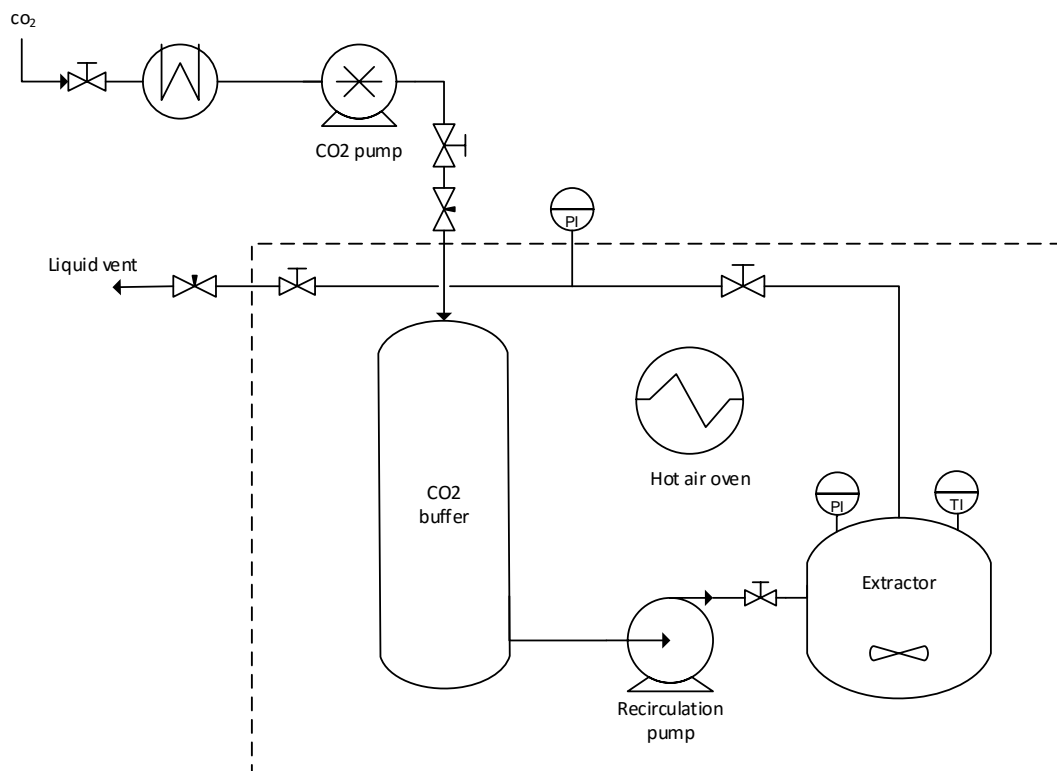 co₂
CO2 pump
PI
Liquid vent
Hot air oven
CO2
buffer
PI
TI
Extractor
Recirculation
pump